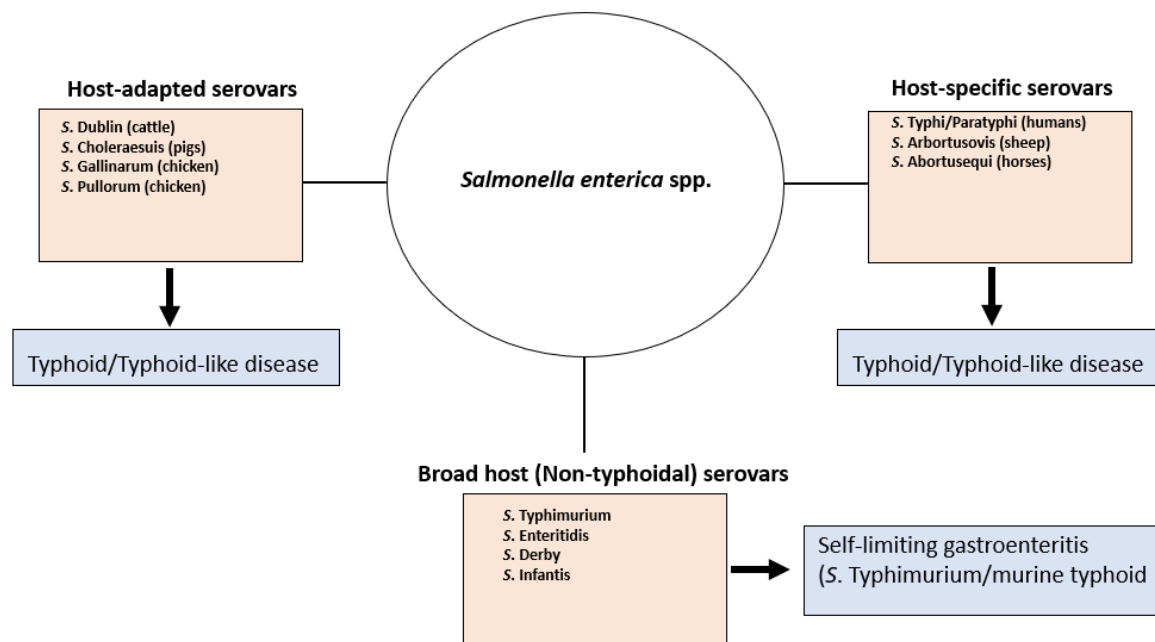 Host-adapted serovars
S. Dublin (cattle)
S. Choleraesuis (pigs)
S. Gallinarum (chicken)
S. Pullorum (chicken)
Typhoid/Typhoid-like disease
Salmonella enterica spp.
Host-specific serovars
S. Typhi/Paratyphi (humans)
S. Arbortusovis (sheep)
S. Abortusequi (horses)
Typhoid/Typhoid-like disease
Broad host (Non-typhoidal) serovars
S. Typhimurium
S. Enteritidis
S. Derby
S. Infantis
Self-limiting gastroenteritis
(S. Typhimurium/murine typhoid